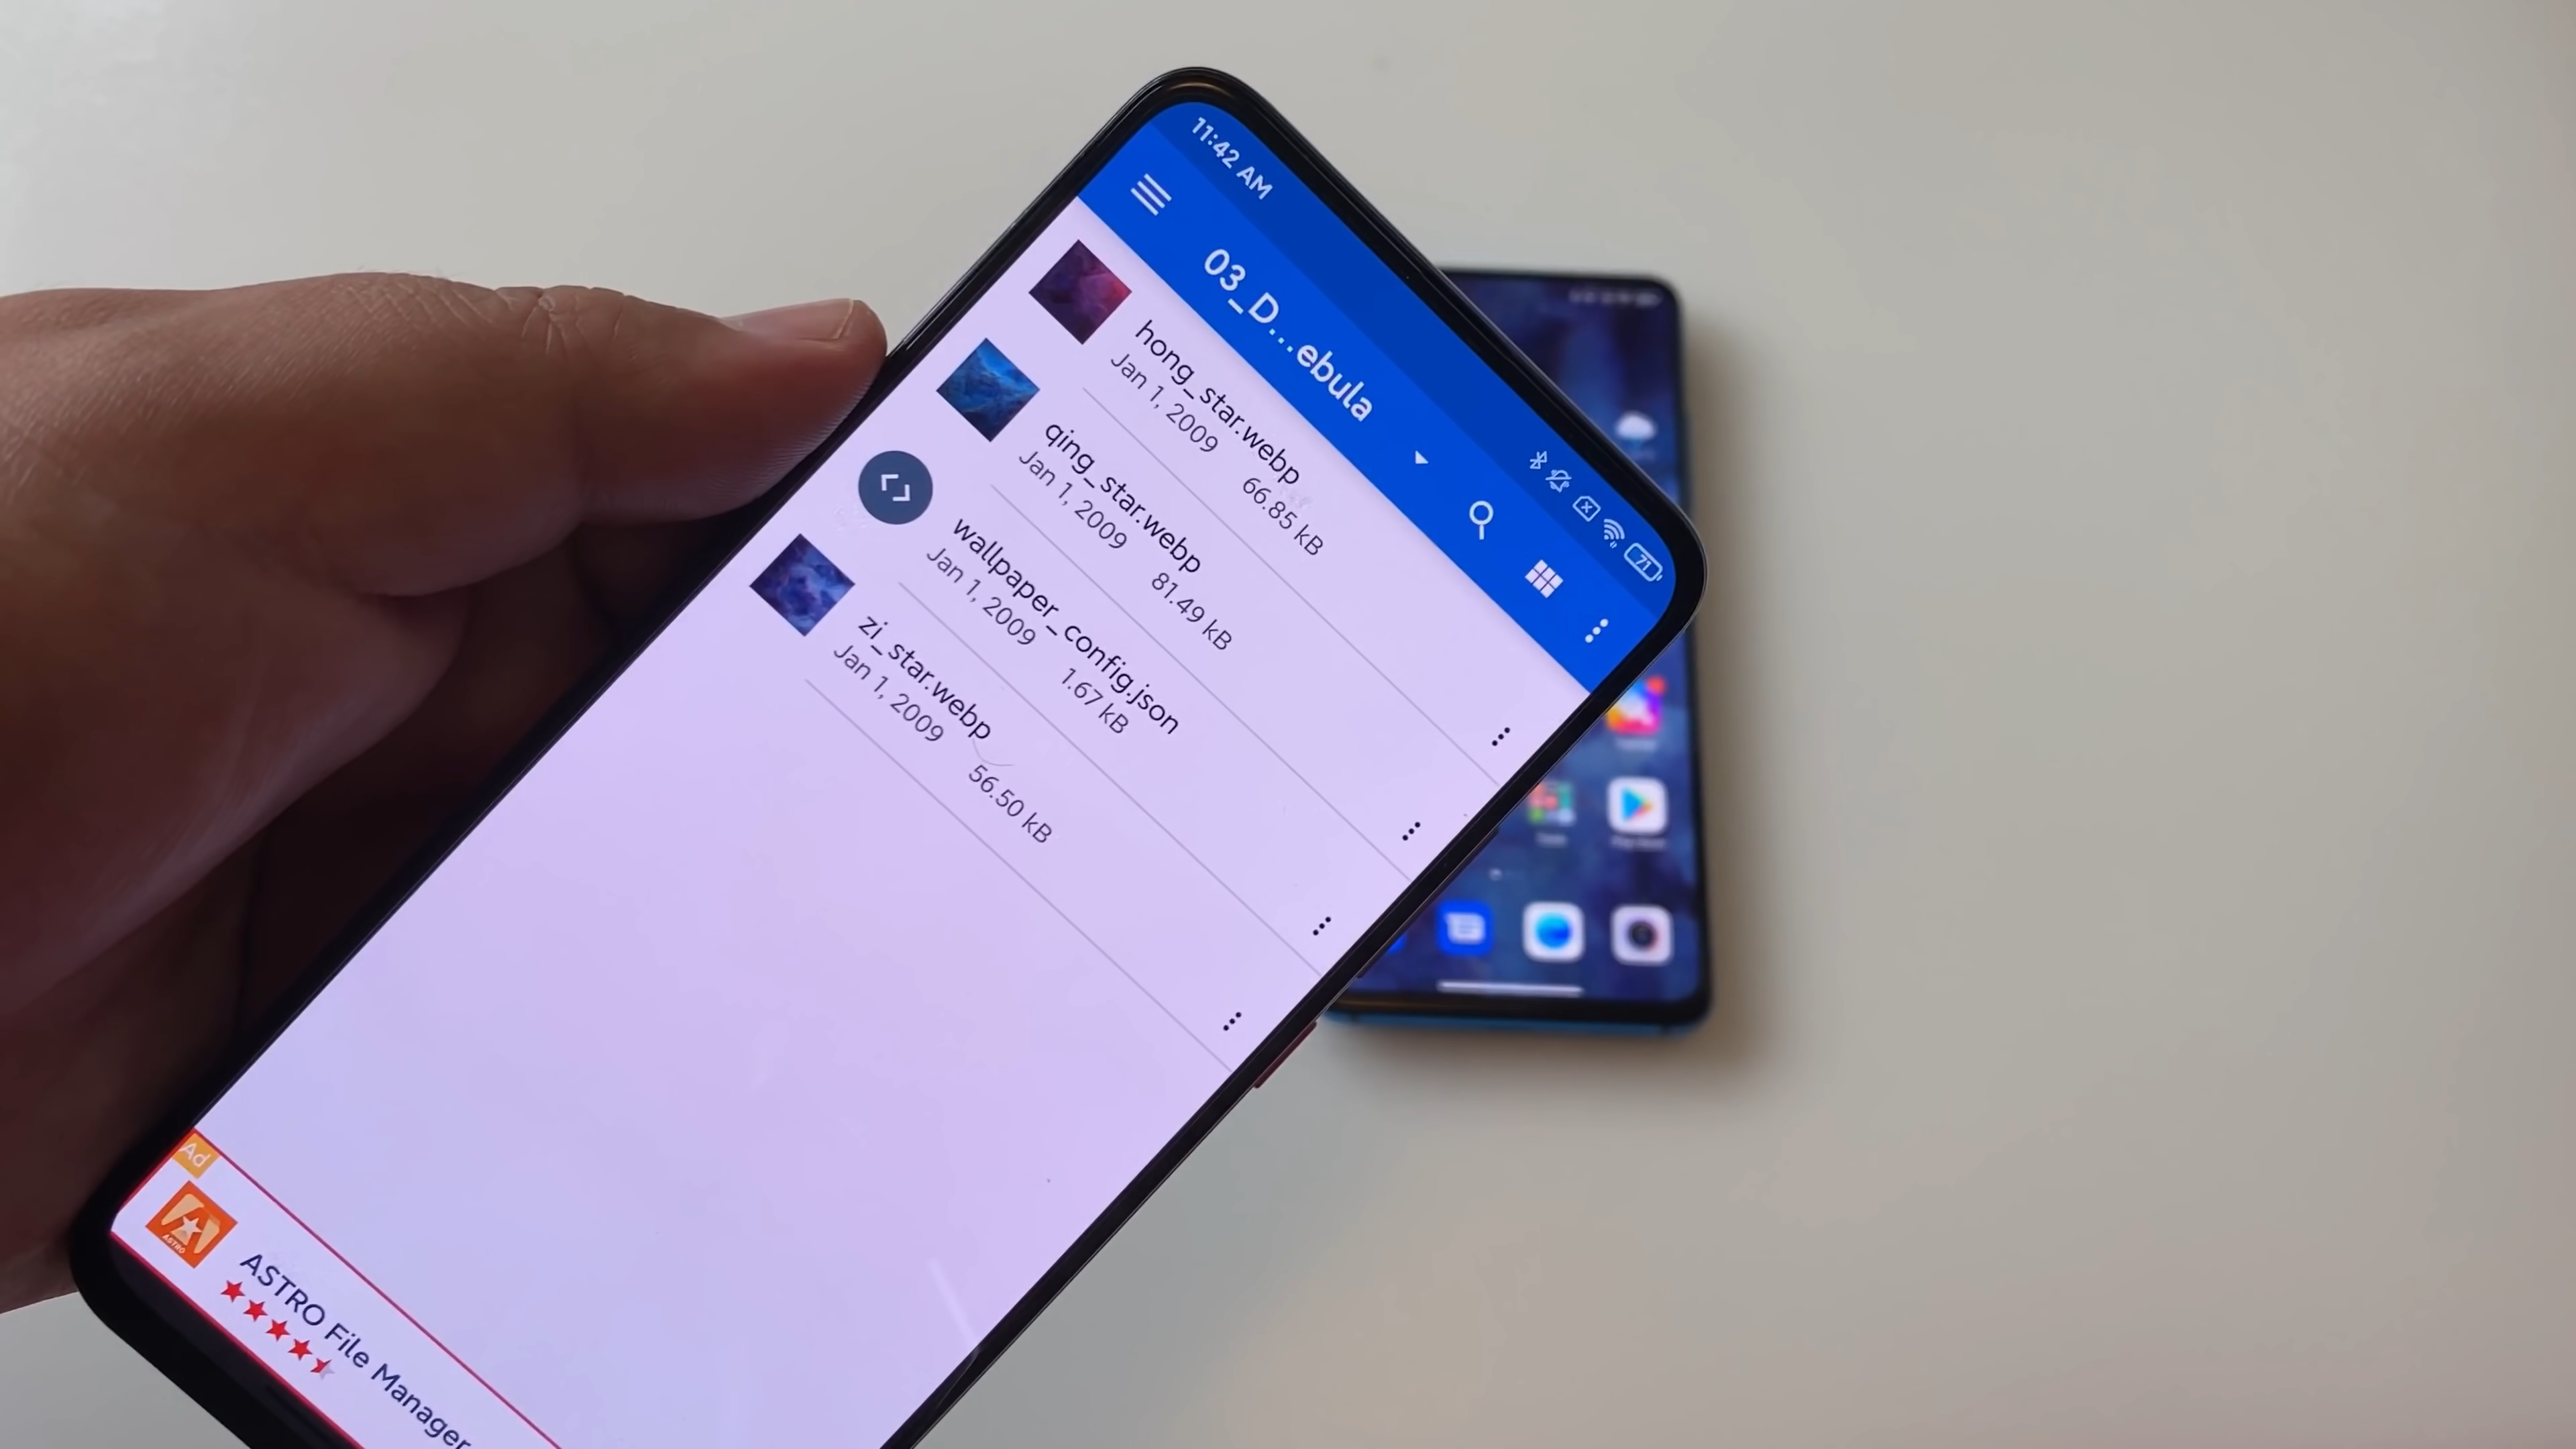 11:42 AM
71
03_D...ebula
hong_star.webp
Jan 1, 2009 66.85 kB
qing_star.webp
Jan 1, 2009 81.49 kB
wallpaper_config.json
Jan 1, 2009 1.67 kB
zi_star.webp
Jan 1, 2009 56.50 kB
Ad
ASTRO
ASTRO File Manager